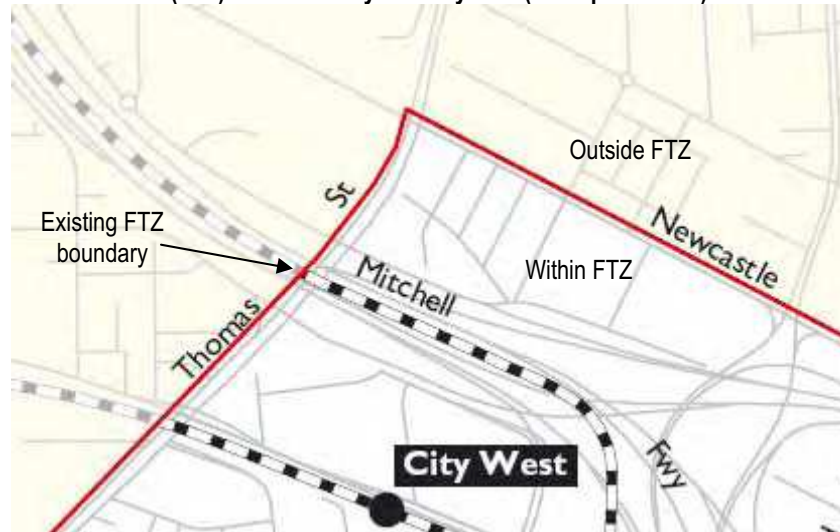 Outside FTZ
St
Newcastle
Existing FTZ
boundary
Within FTZ
Mitchell
Thomas
City West
Fwy